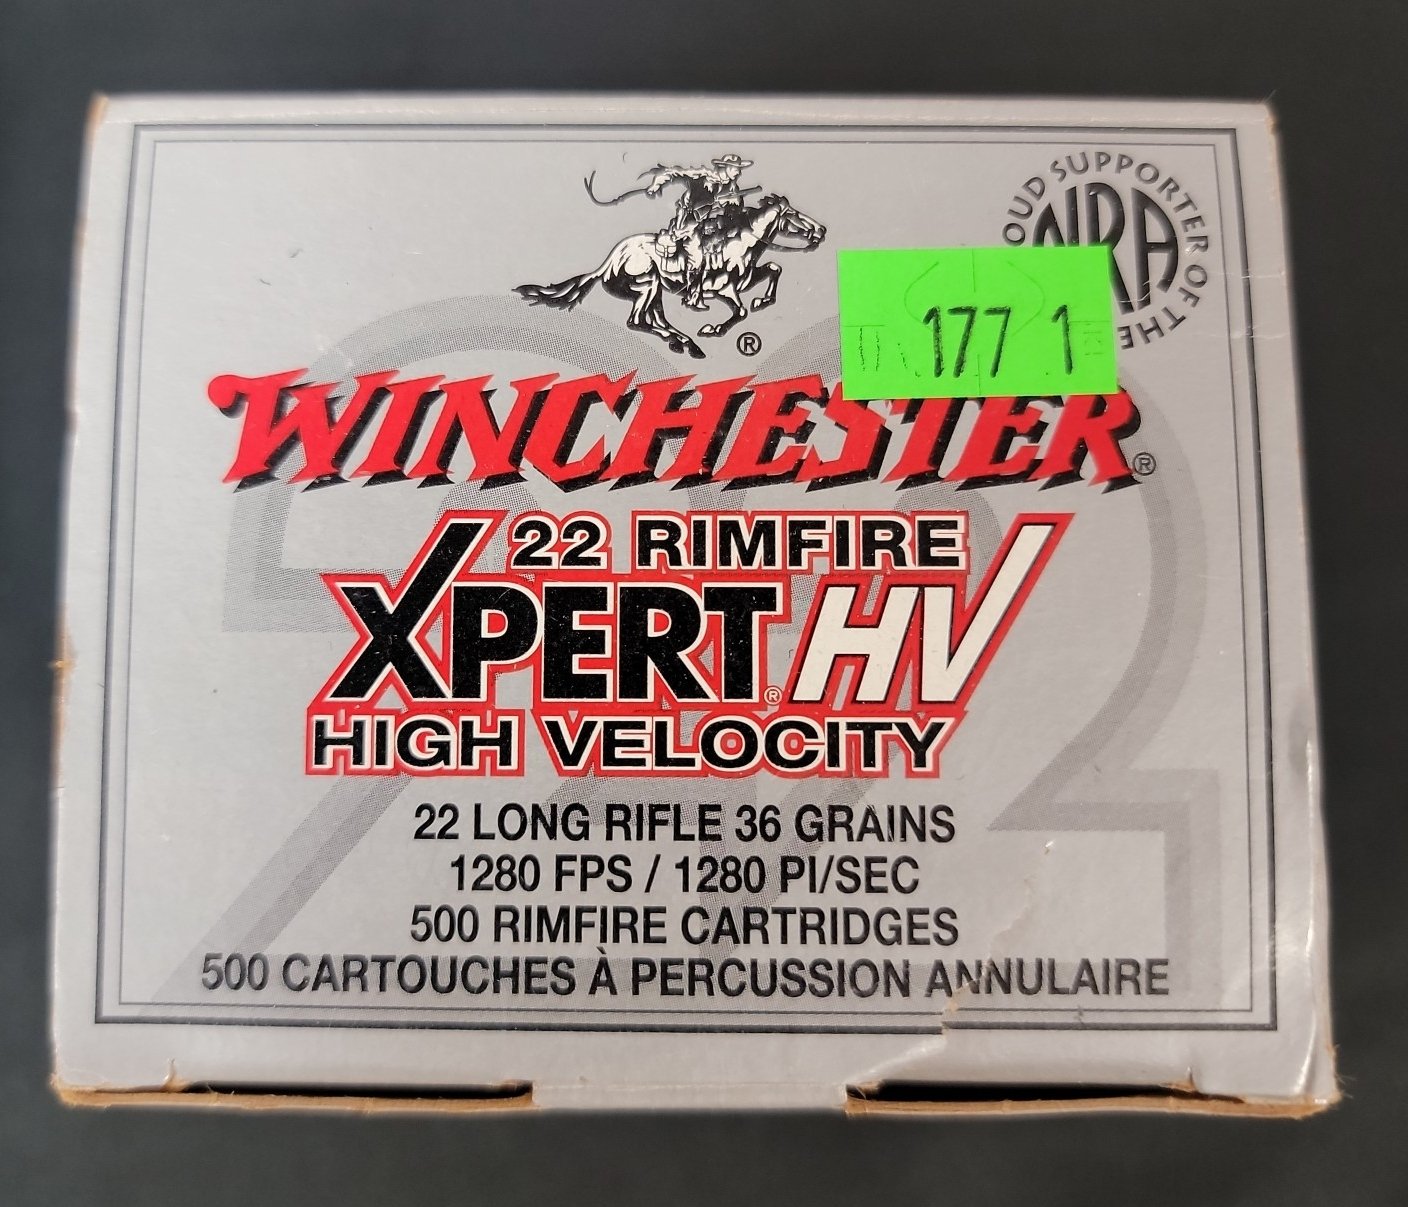 OUD SUPPORTER OF THE
NRA
177 1
®
WINCHESTER®
22 RIMFIRE
XPERT® HV
HIGH VELOCITY
22 LONG RIFLE 36 GRAINS
1280 FPS / 1280 PI/SEC
500 RIMFIRE CARTRIDGES
500 CARTOUCHES À PERCUSSION ANNULAIRE